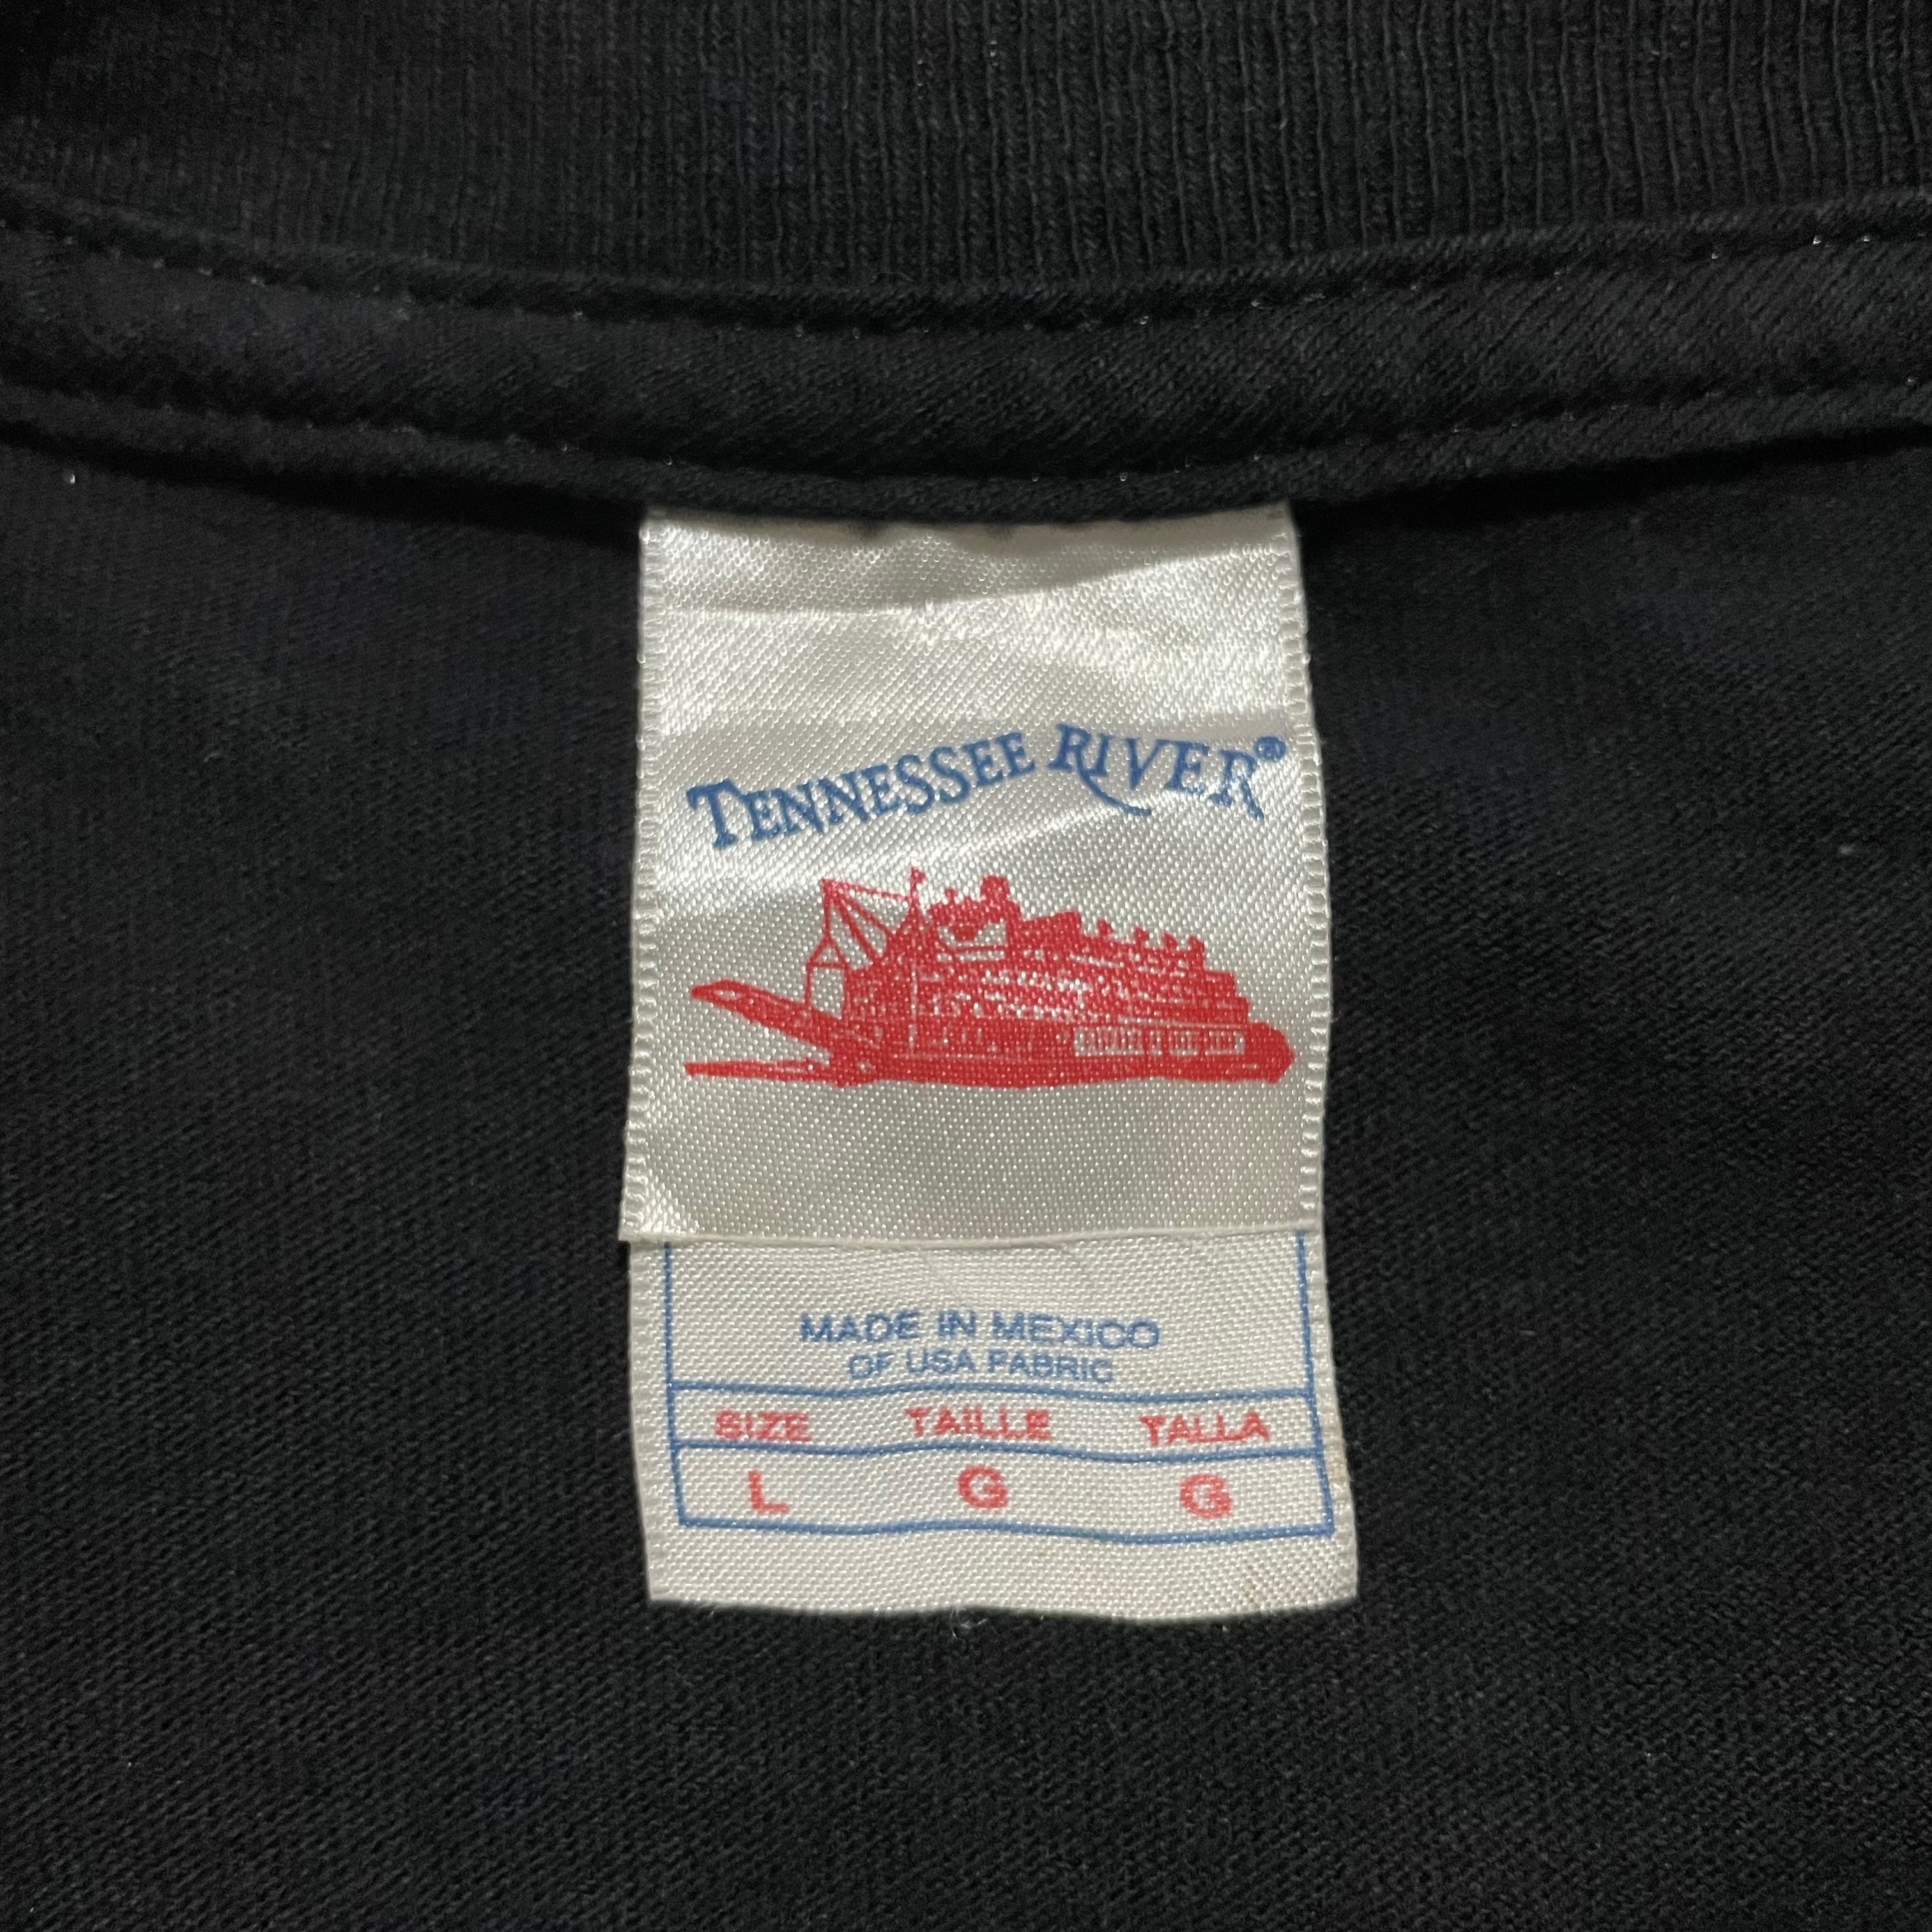 TENNESSEE RIVER®
MADE IN MEXICO
OF USA FABRIC
SIZE TAILLE TALLA
L G G